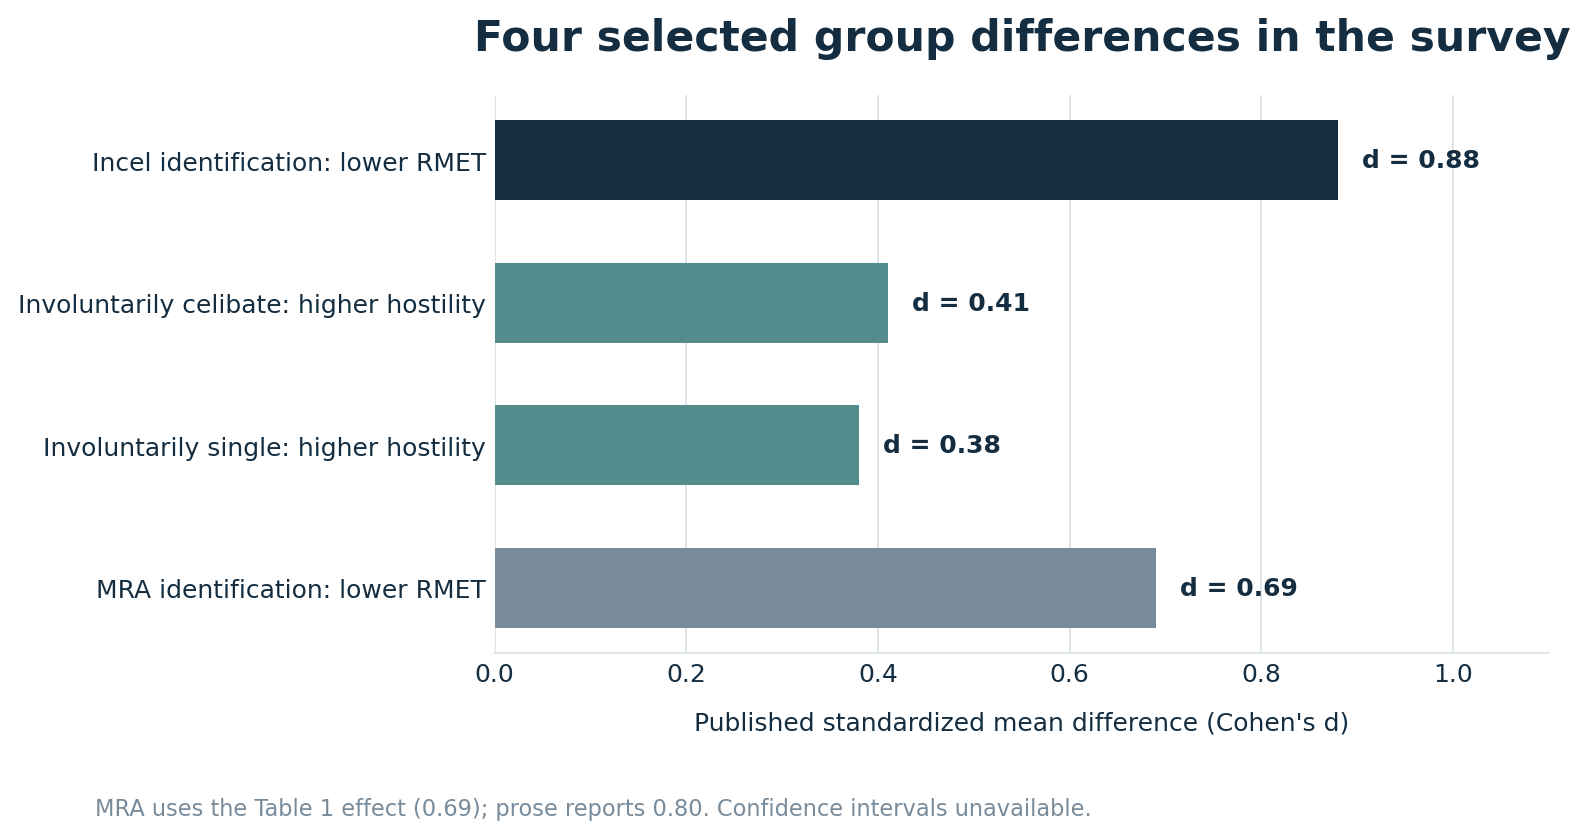 Four selected group differences in the survey
Incel identification: lower RMET
d = 0.88
Involuntarily celibate: higher hostility
d = 0.41
Involuntarily single: higher hostility
d = 0.38
MRA identification: lower RMET
d = 0.69
0.0 0.2 0.4 0.6 0.8 1.0
Published standardized mean difference (Cohen's d)
MRA uses the Table 1 effect (0.69); prose reports 0.80. Confidence intervals unavailable.